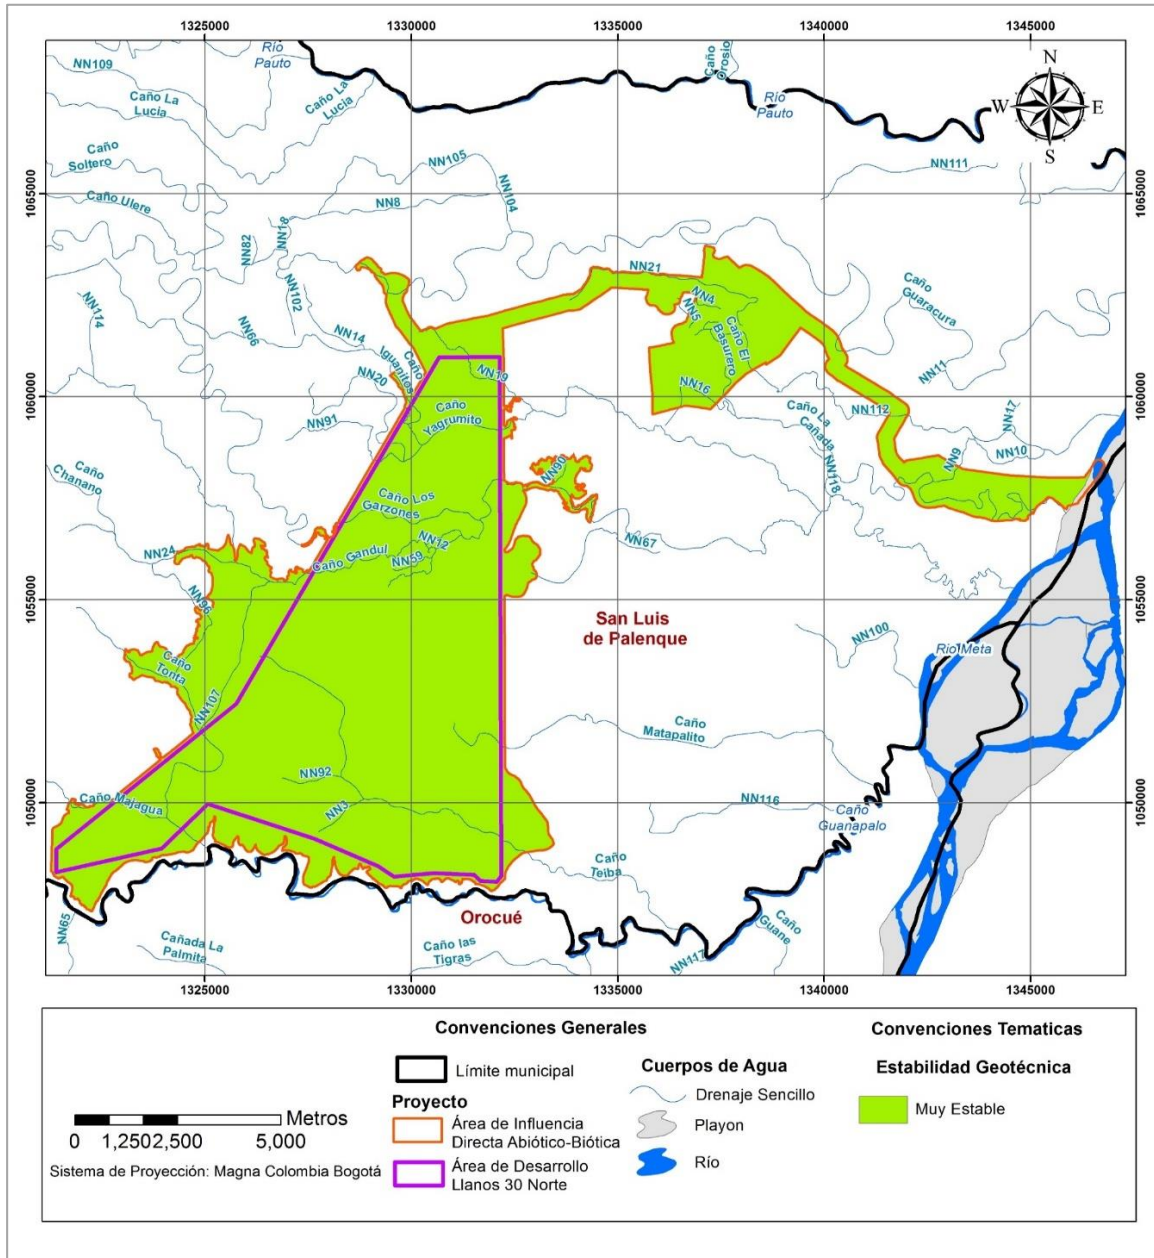 1325000
1330000
1335000
1340000
1345000
Río
Pauto
NN109
Caño La
Lucia
Caño La
Lucia
Caño
Orosio
Río
Pauto
N
W
E
S
Caño
Soltero
NN105
NN111
1065000
1065000
Caño Ulere
NN8
NN104
NN18
NN82
NN102
NN21
NN114
NN66
NN14
NN4
NN5
Caño
Guaracura
Caño El
Basurero
Caño
Iguanitos
NN20
NN19
NN16
NN11
1060000
1060000
NN91
Caño
Yagrumito
Caño La
Cañada
NN112
NN17
NN10
NN9
NN118
Caño
Chanano
NN90
Caño Los
Garzones
NN12
NN67
NN24
Caño Gandul
NN59
NN96
1055000
1055000
San Luis
de Palenque
NN100
Caño
Tonta
Rio Meta
NN107
Caño
Matapalito
NN92
Caño Majagua
NN3
NN116
1050000
1050000
Caño
Guanapalo
Caño
Teiba
Orocué
NN65
Cañada La
Palmita
Caño las
Tigras
NN117
Caño
Guane
1325000
1330000
1335000
1340000
1345000
Convenciones Generales
Convenciones Tematicas
Límite municipal
Cuerpos de Agua
Estabilidad Geotécnica
Proyecto
Drenaje Sencillo
Muy Estable
Área de Influencia
Directa Abiótico-Biótica
Playon
Área de Desarrollo
Llanos 30 Norte
Río
Metros
0 1,250 2,500 5,000
Sistema de Proyección: Magna Colombia Bogotá